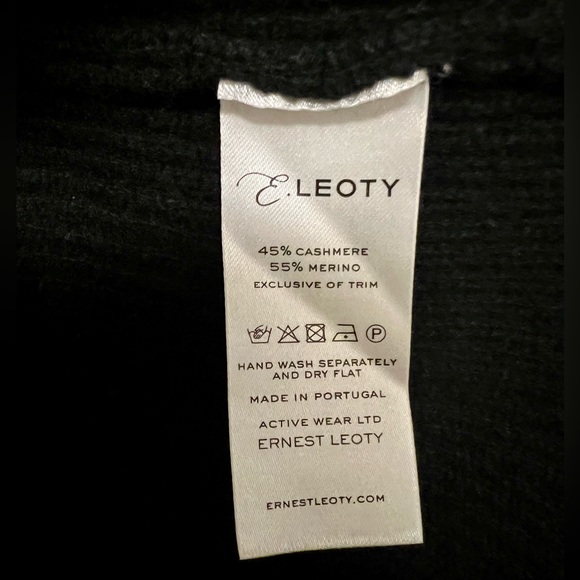 E.LEOTY
45% CASHMERE
55% MERINO
EXCLUSIVE OF TRIM
P
HAND WASH SEPARATELY
AND DRY FLAT
MADE IN PORTUGAL
ACTIVE WEAR LTD
ERNEST LEOTY
ERNESTLEOTY.COM